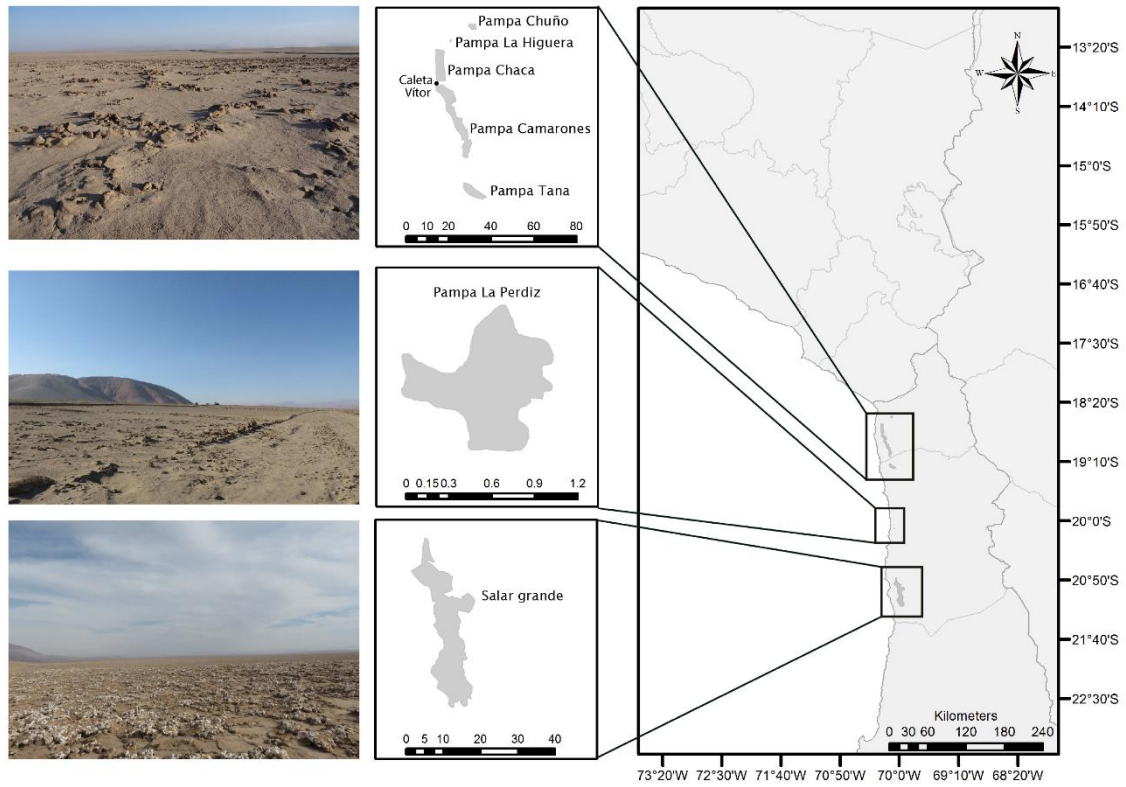 Pampa Chuño
Pampa La Higuera
Pampa Chaca
Caleta
Vítor
Pampa Camarones
Pampa Tana
0 10 20 40 60 80
Pampa La Perdiz
0 0.15 0.3 0.6 0.9 1.2
Salar grande
0 5 10 20 30 40
N
W
E
S
13°20'S
14°10'S
15°0'S
15°50'S
16°40'S
17°30'S
18°20'S
19°10'S
20°0'S
20°50'S
21°40'S
22°30'S
Kilometers
0 30 60 120 180 240
73°20'W 72°30'W 71°40'W 70°50'W 70°0'W 69°10'W 68°20'W